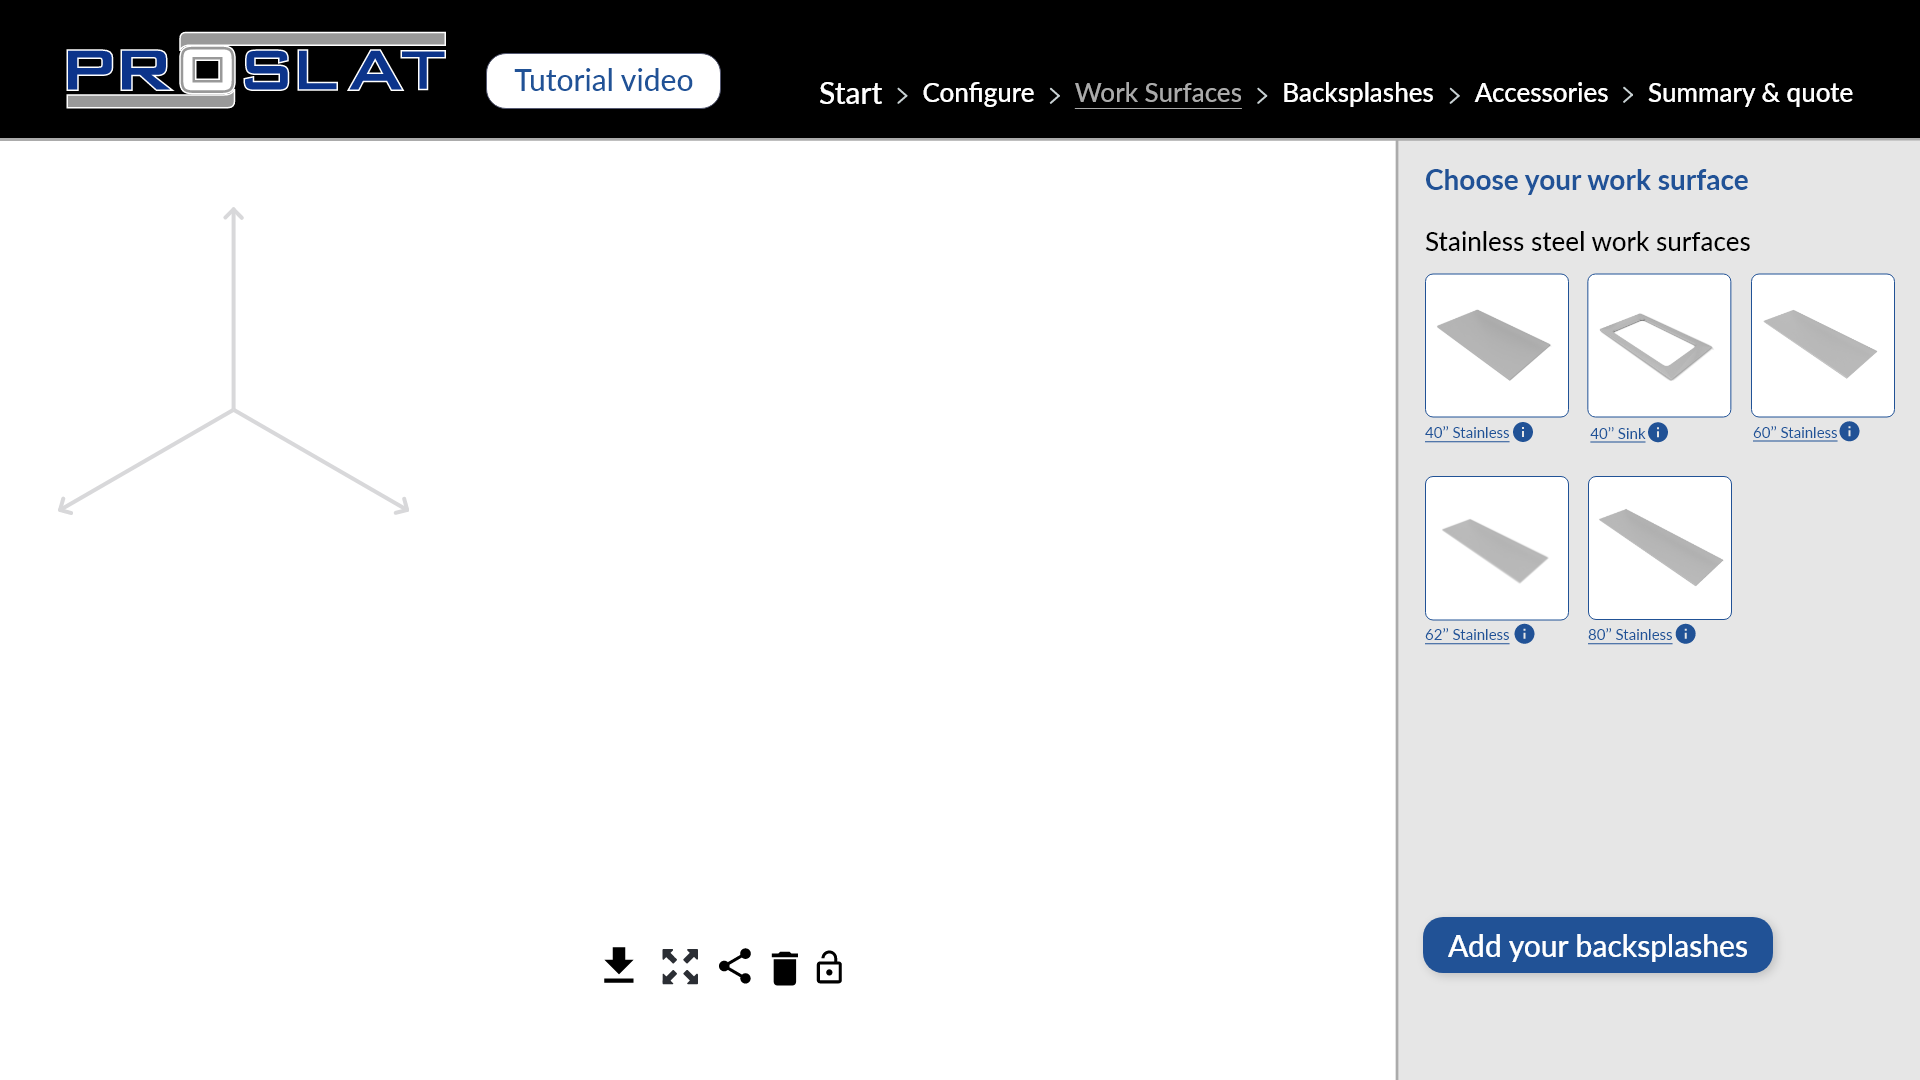 PROSLAT
Tutorial video
Start > Configure > Work Surfaces > Backsplashes > Accessories > Summary & quote
Choose your work surface
Stainless steel work surfaces
40’’ Stainless
40’’ Sink
60’’ Stainless
62’’ Stainless
80’’ Stainless
Add your backsplashes